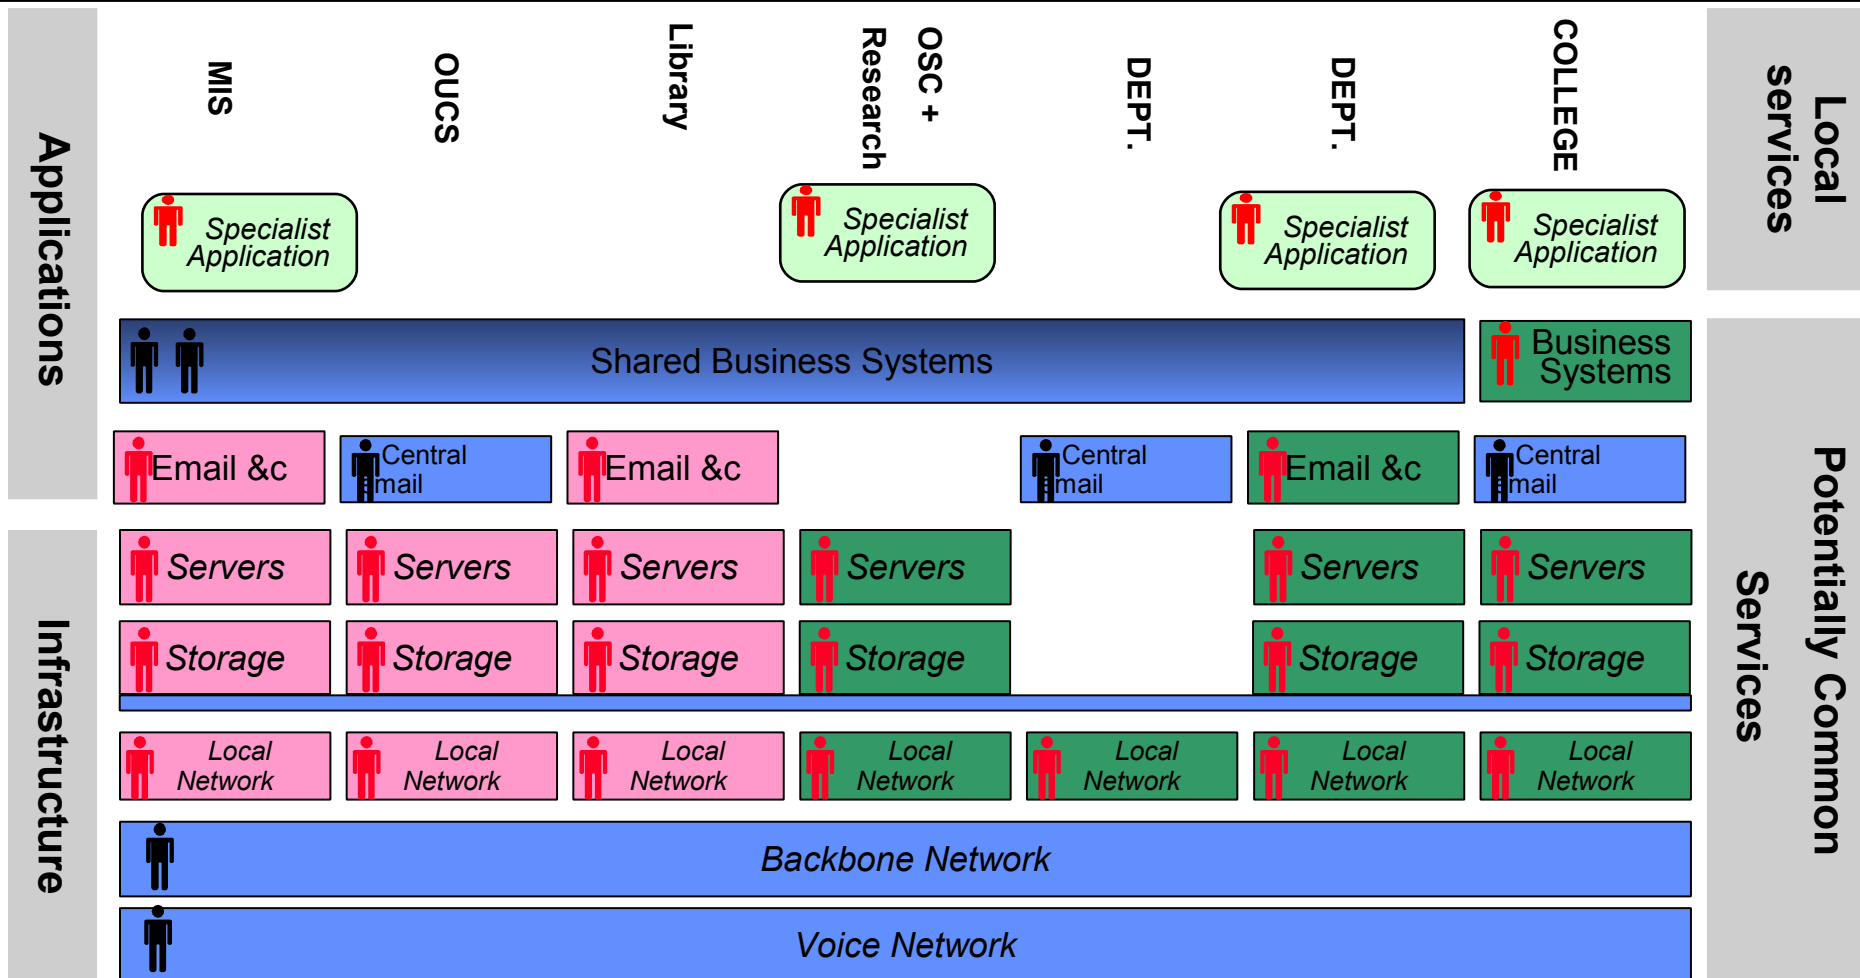 Applications
Infrastructure
MIS
OUCS
Library
OSC +
Research
DEPT.
DEPT.
COLLEGE
Local
services
Potentially Common
Services
Specialist
Application
Specialist
Application
Specialist
Application
Specialist
Application
Shared Business Systems
Business
Systems
Email &c
Central
email
Email &c
Central
email
Email &c
Central
email
Servers
Servers
Servers
Servers
Servers
Servers
Storage
Storage
Storage
Storage
Storage
Storage
Local
Network
Local
Network
Local
Network
Local
Network
Local
Network
Local
Network
Local
Network
Backbone Network
Voice Network